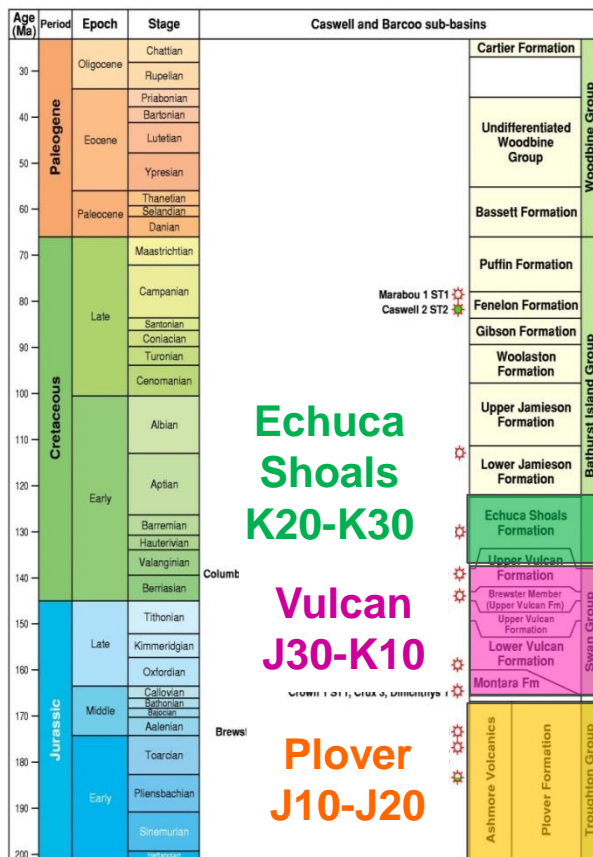 Age (Ma)
Period
Epoch
Stage
Caswell and Barcoo sub-basins
30
40
50
60
70
80
90
100
110
120
130
140
150
160
170
180
190
200
Paleogene
Cretaceous
Jurassic
Oligocene
Eocene
Paleocene
Late
Early
Late
Middle
Early
Chattian
Rupelian
Priabonian
Bartonian
Lutetian
Ypresian
Thanetian
Selandian
Danian
Maastrichtian
Campanian
Santonian
Coniacian
Turonian
Cenomanian
Albian
Aptian
Barremian
Hauterivian
Valanginian
Berriasian
Tithonian
Kimmeridgian
Oxfordian
Callovian
Bathonian
Bajocian
Aalenian
Toarcian
Pliensbachian
Sinemurian
Marabou 1 ST1
Caswell 2 ST2
Echuca
Shoals
K20-K30
Columb
Vulcan
J30-K10
Brews
Plover
J10-J20
Cartier Formation
Undifferentiated
Woodbine
Group
Bassett Formation
Puffin Formation
Fenelon Formation
Gibson Formation
Woolaston
Formation
Upper Jamieson
Formation
Lower Jamieson
Formation
Echuca Shoals
Formation
Upper Vulcan
Formation
Brewster Member
(Upper Vulcan Fm)
Upper Vulcan
Formation
Lower Vulcan
Formation
Montara Fm
Ashmore Volcanics
Plover Formation
Woodbine Group
Bathurst Island Group
Swan Group
Troughton Group